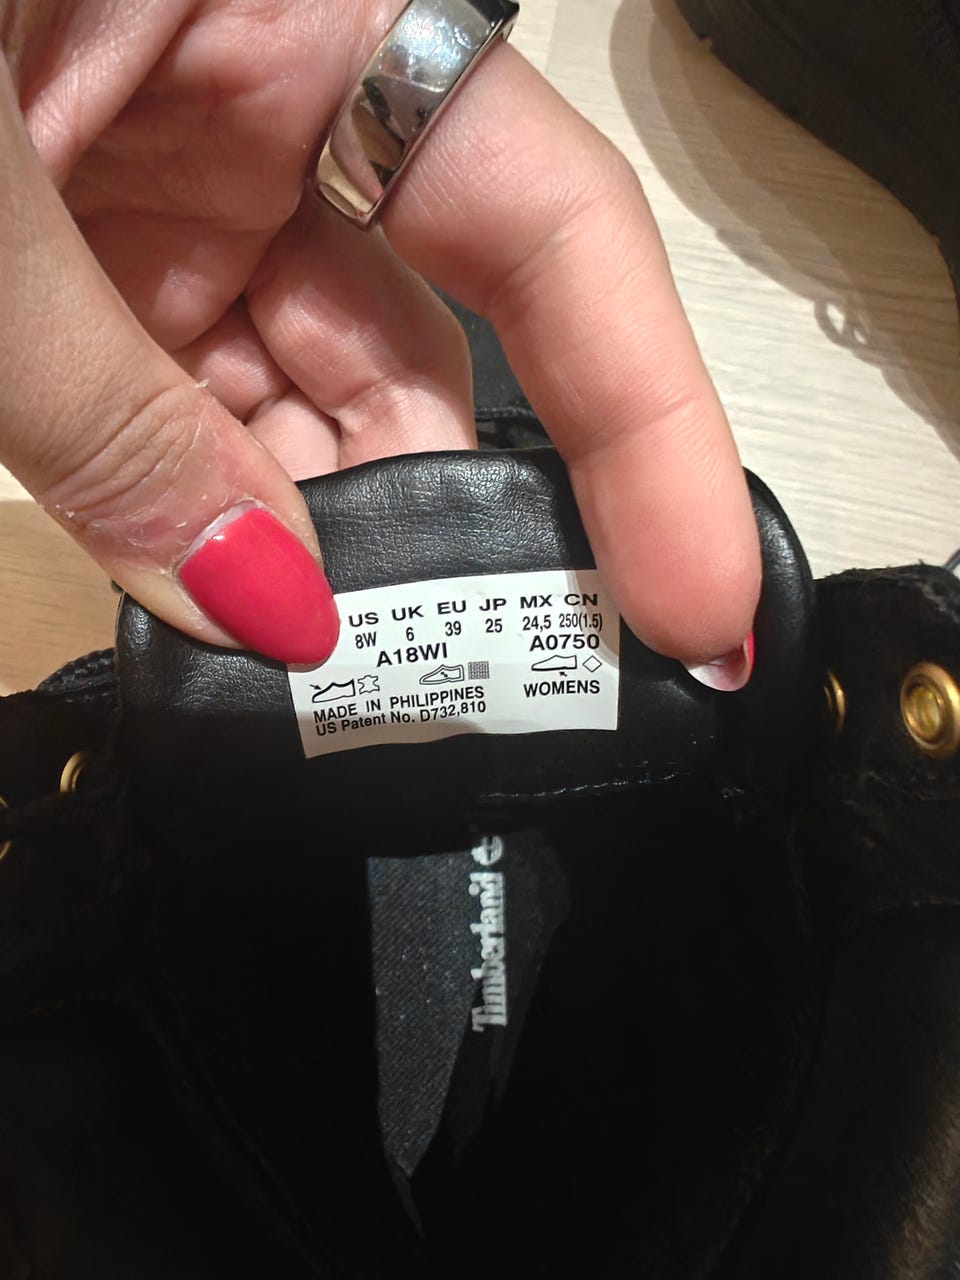 US UK EU JP MX CN
8W 6 39 25 24,5 250(1.5)
A18WI A0750
WOMENS
MADE IN PHILIPPINES
US Patent No. D732,810
Timberland